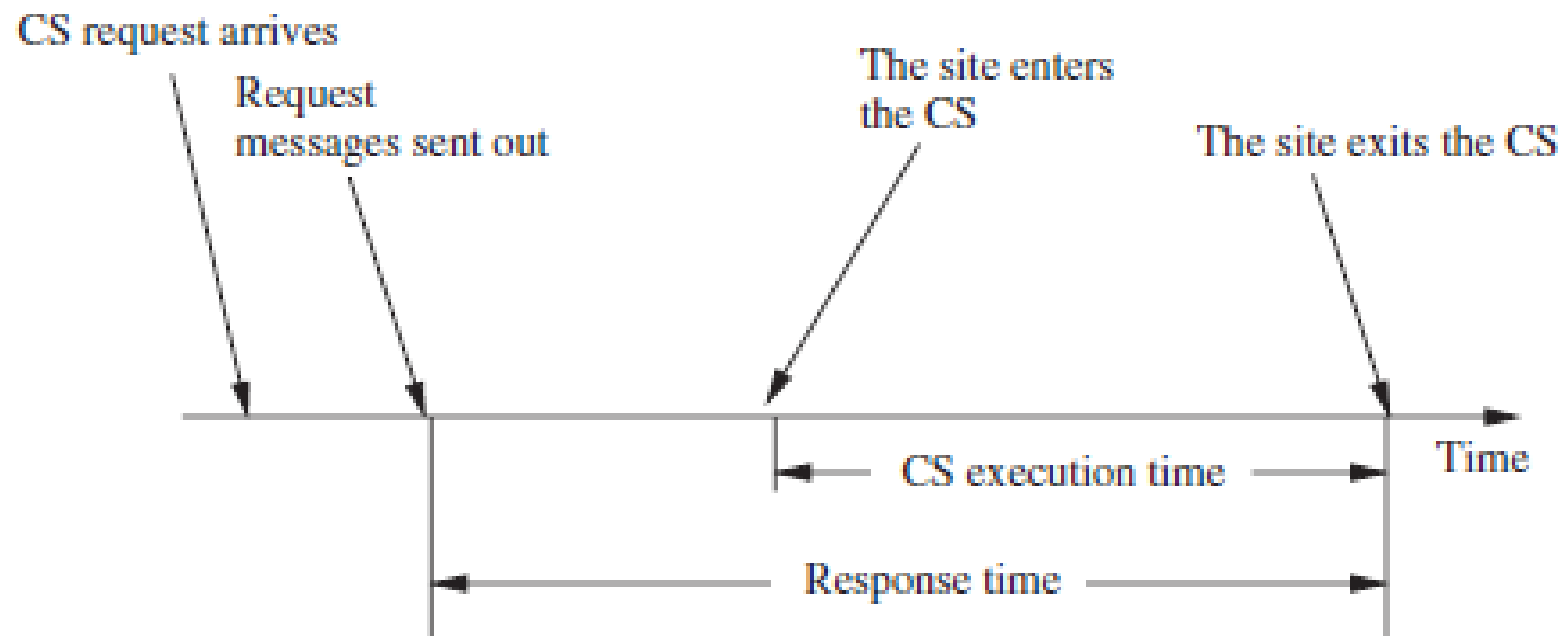 CS request arrives
Request
messages sent out
The site enters
the CS
The site exits the CS
Time
CS execution time
Response time